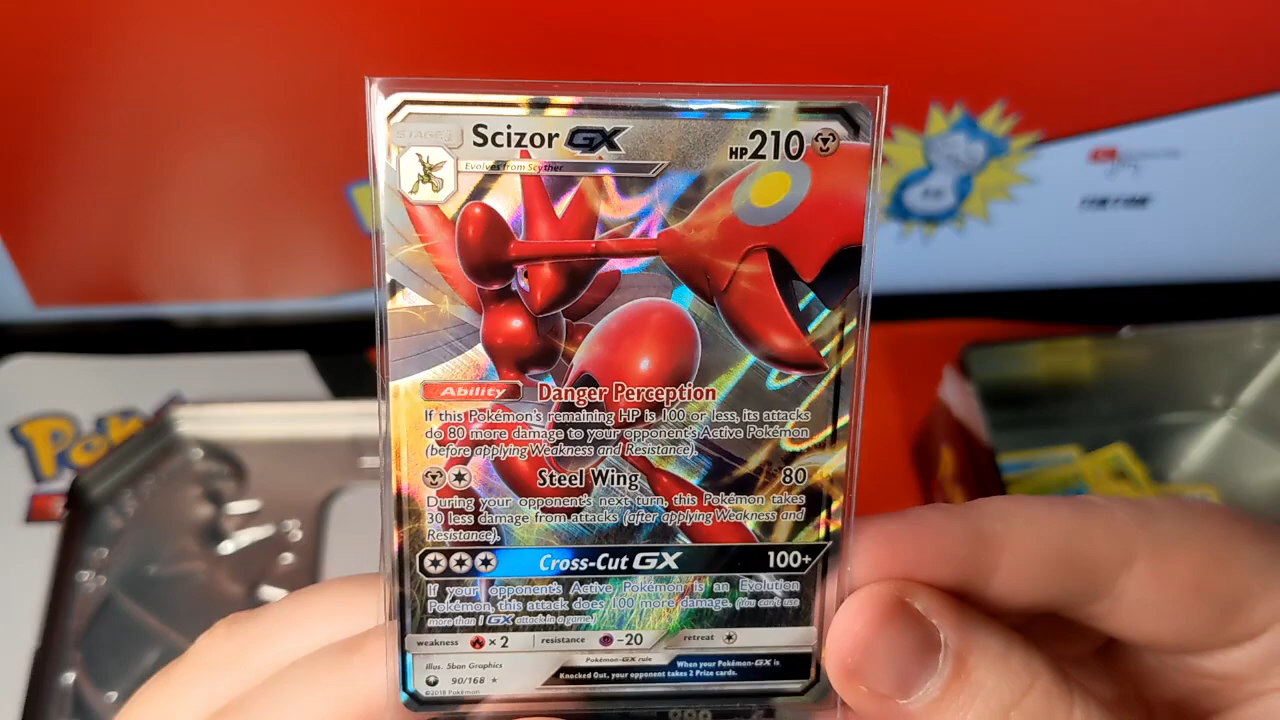 STAGE 1
Scizor GX
HP 210
Evolves from Scyther
Ability Danger Perception
If this Pokémon's remaining HP is 100 or less, its attacks
do 80 more damage to your opponent's Active Pokémon
(before applying Weakness and Resistance).
Steel Wing 80
During your opponent's next turn, this Pokémon takes
30 less damage from attacks (after applying Weakness and
Resistance).
Cross-Cut GX 100+
If your opponent's Active Pokémon is an Evolution
Pokémon, this attack does 100 more damage. (You can't use
more than 1 GX attack in a game.)
weakness ×2 resistance -20 retreat
Illus. 5ban Graphics
Pokémon-GX rule
When your Pokémon-GX is
Knocked Out, your opponent takes 2 Prize cards.
90/168
©2018 Pokémon